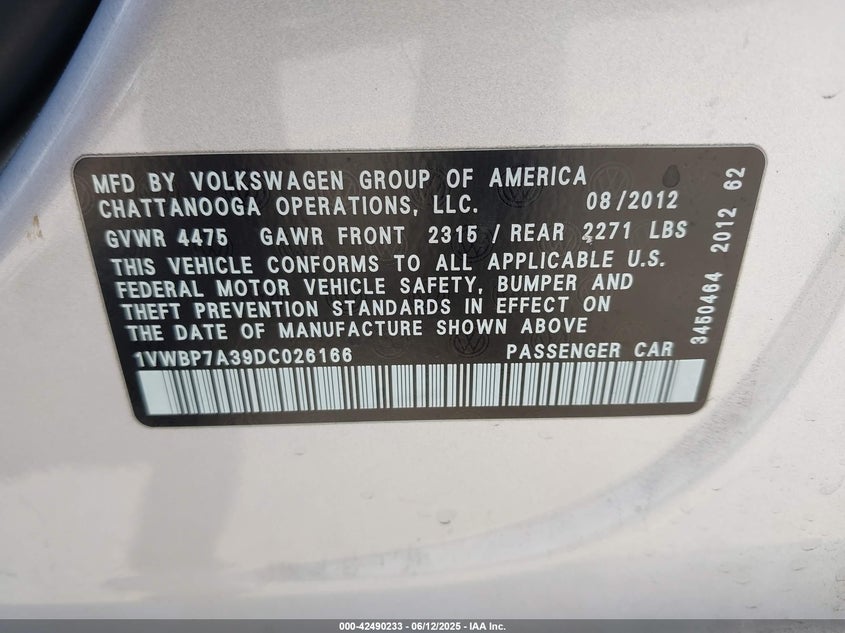 MFD BY VOLKSWAGEN GROUP OF AMERICA
CHATTANOOGA OPERATIONS, LLC. 08/2012
GVWR 4475 GAWR FRONT 2315 / REAR 2271 LBS
THIS VEHICLE CONFORMS TO ALL APPLICABLE U.S.
FEDERAL MOTOR VEHICLE SAFETY, BUMPER AND
THEFT PREVENTION STANDARDS IN EFFECT ON
THE DATE OF MANUFACTURE SHOWN ABOVE
1VWBP7A39DC026166 PASSENGER CAR
3450464 2012 62
000-42490233 - 06/12/2025 - IAA Inc.